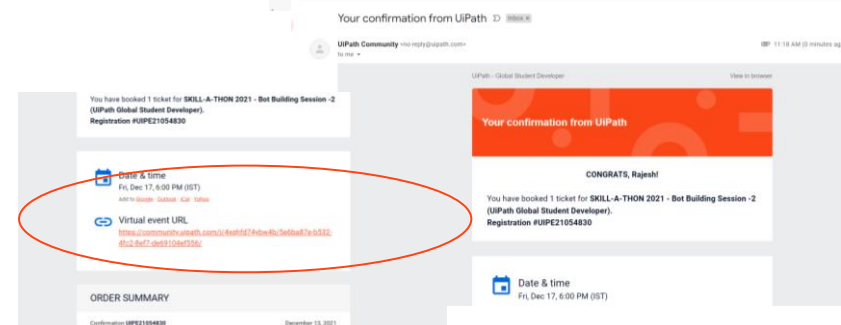 Your confirmation from UiPath Inbox x
UiPath Community <no-reply@uipath.com>
to me
11:18 AM (0 minutes ag
UiPath - Global Student Developer View in browser
Your confirmation from UiPath
CONGRATS, Rajesh!
You have booked 1 ticket for SKILL-A-THON 2021 - Bot Building Session -2
(UiPath Global Student Developer).
Registration #UIPE21054830
Date & time
Fri, Dec 17, 6:00 PM (IST)
You have booked 1 ticket for SKILL-A-THON 2021 - Bot Building Session -2
(UiPath Global Student Developer).
Registration #UIPE21054830
Date & time
Fri, Dec 17, 6:00 PM (IST)
Add to Google · Outlook · iCal · Yahoo
Virtual event URL
ORDER SUMMARY
Confirmation UIPE21054830 December 13, 2021